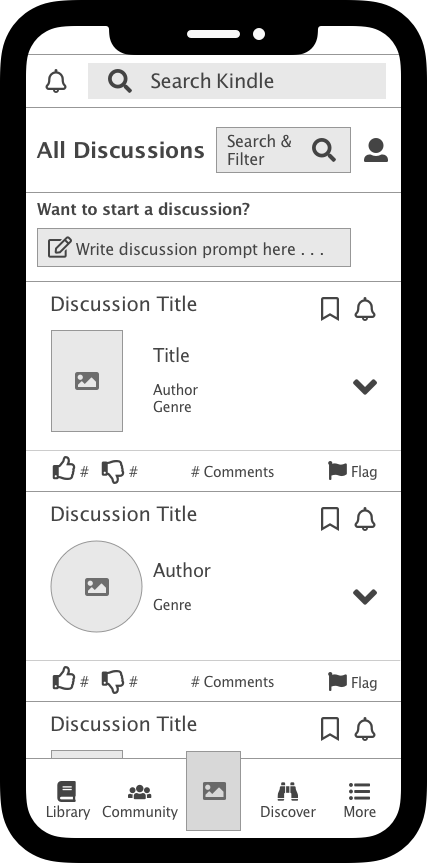 Search Kindle
All Discussions
Search &
Filter
Want to start a discussion?
Write discussion prompt here . . .
Discussion Title
Title
Author
Genre
# # # Comments Flag
Discussion Title
Author
Genre
# # # Comments Flag
Discussion Title
Library Community Discover More